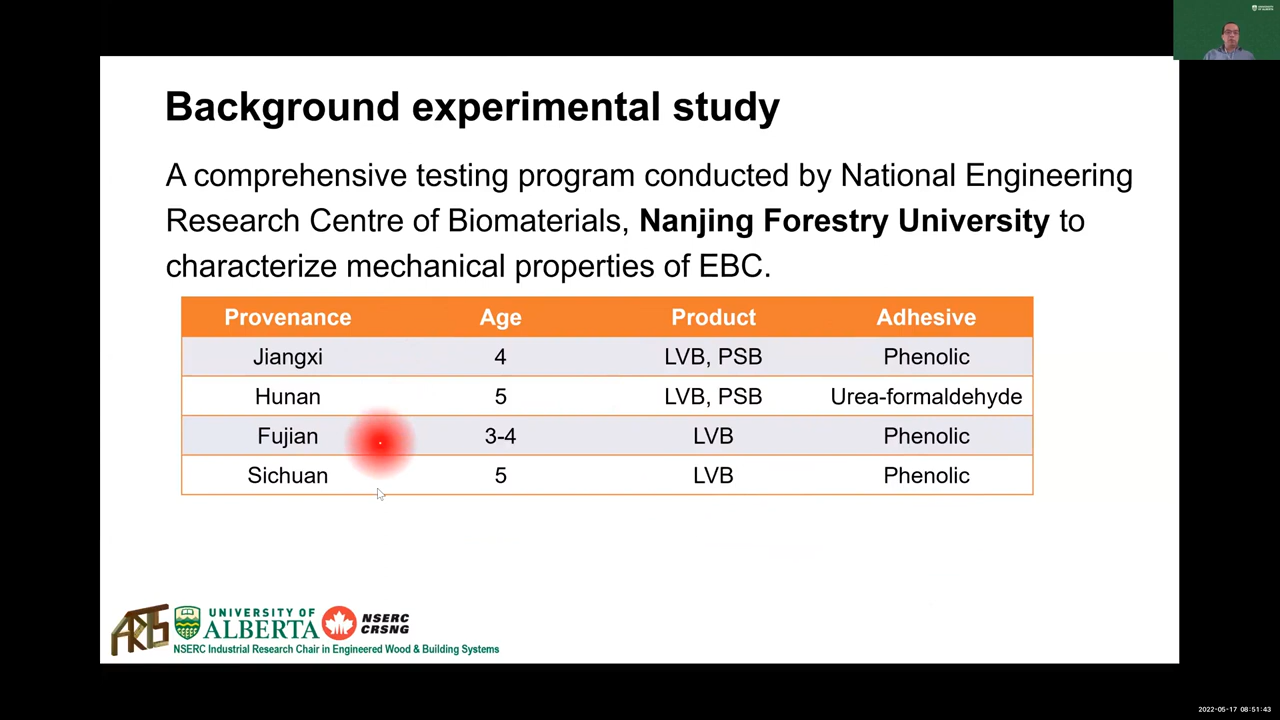 UNIVERSITY OF ALBERTA
Background experimental study
A comprehensive testing program conducted by National Engineering
Research Centre of Biomaterials, Nanjing Forestry University to
characterize mechanical properties of EBC.
Provenance Age Product Adhesive
Jiangxi 4 LVB, PSB Phenolic
Hunan 5 LVB, PSB Urea-formaldehyde
Fujian 3-4 LVB Phenolic
Sichuan 5 LVB Phenolic
UNIVERSITY OF
ALBERTA
NSERC
CRSNG
NSERC Industrial Research Chair in Engineered Wood & Building Systems
2022-05-17 08:51:43